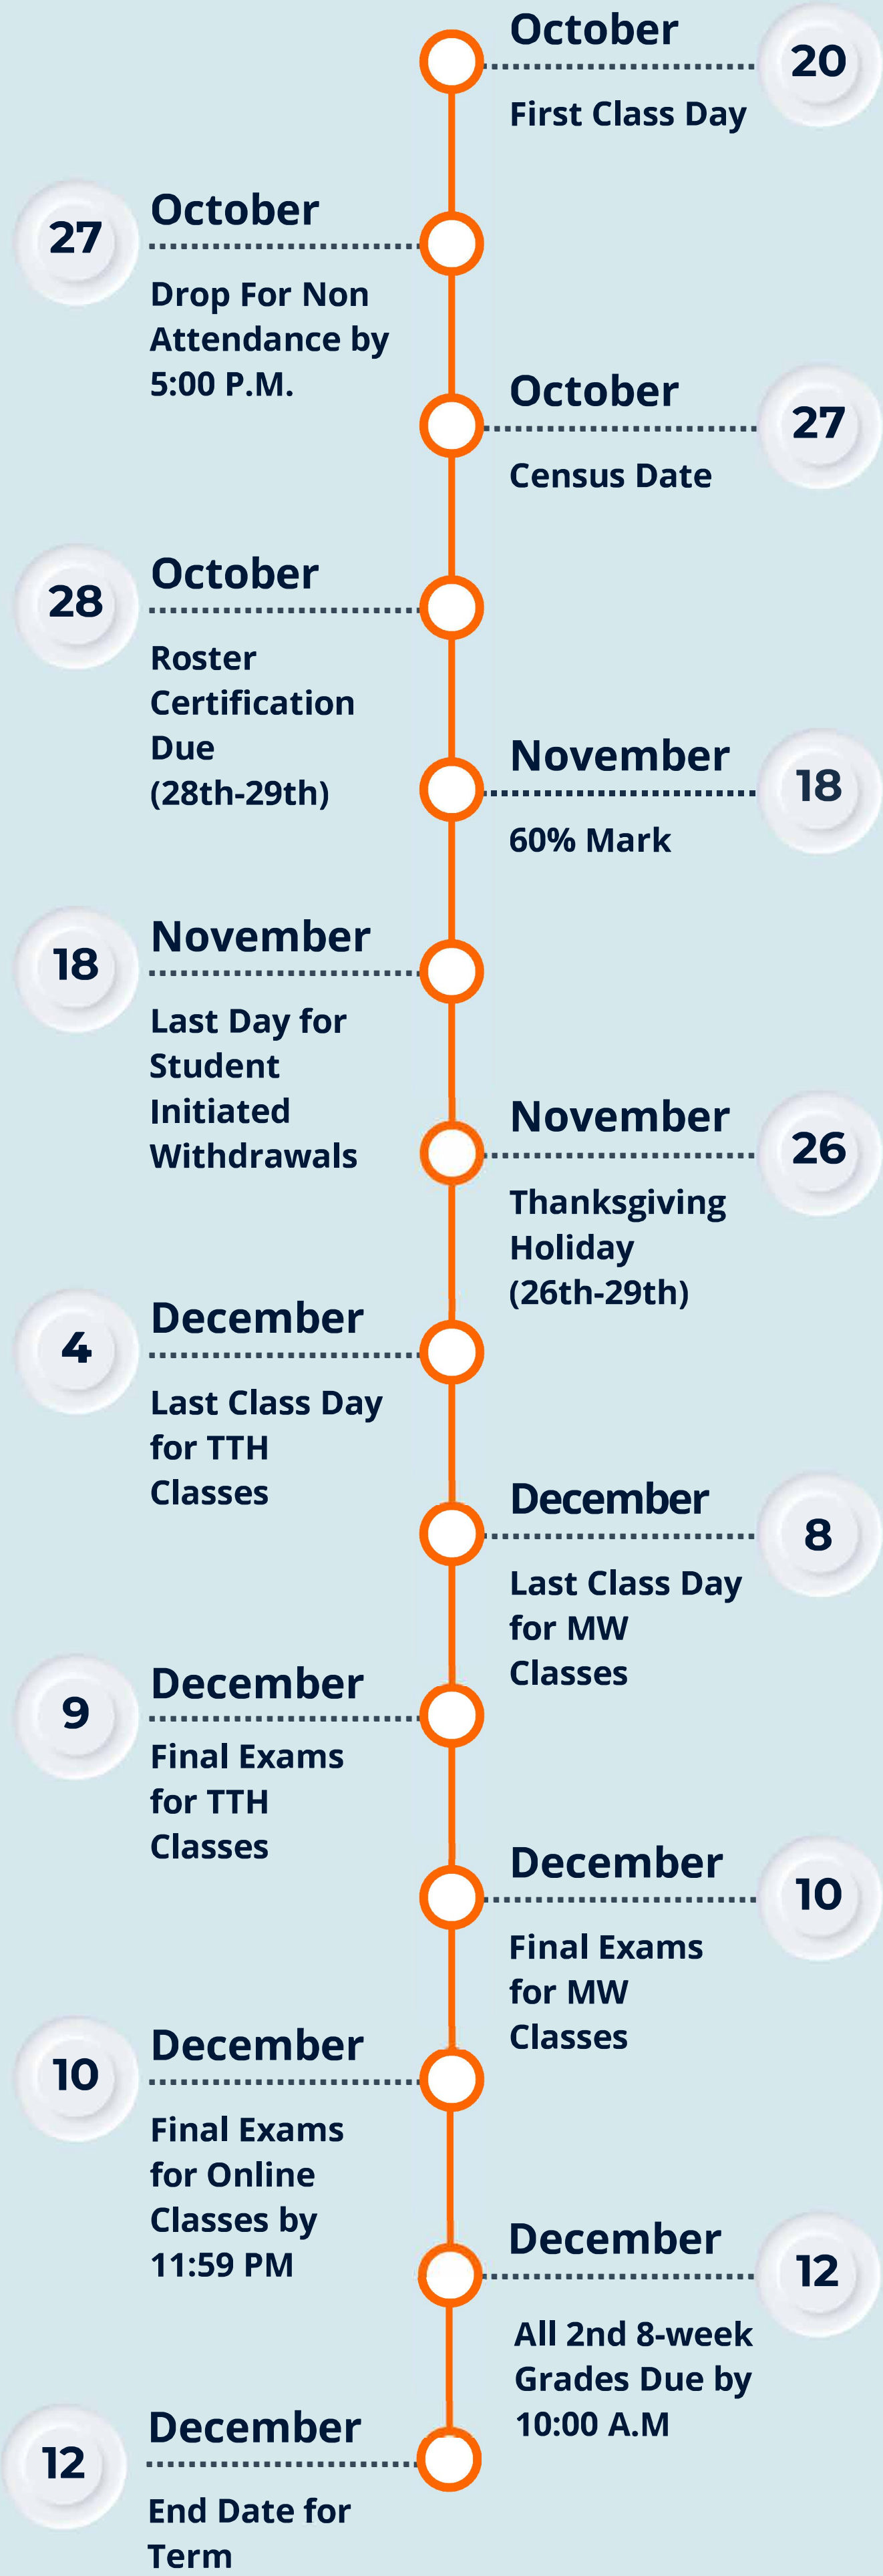 October
20
First Class Day
27
October
Drop For Non
Attendance by
5:00 P.M.
October
27
Census Date
28
October
Roster
Certification
Due
(28th-29th)
November
18
60% Mark
18
November
Last Day for
Student
Initiated
Withdrawals
November
26
Thanksgiving
Holiday
(26th-29th)
4
December
Last Class Day
for TTH
Classes
December
8
Last Class Day
for MW
Classes
9
December
Final Exams
for TTH
Classes
December
10
Final Exams
for MW
Classes
10
December
Final Exams
for Online
Classes by
11:59 PM
December
12
All 2nd 8-week
Grades Due by
10:00 A.M
12
December
End Date for
Term